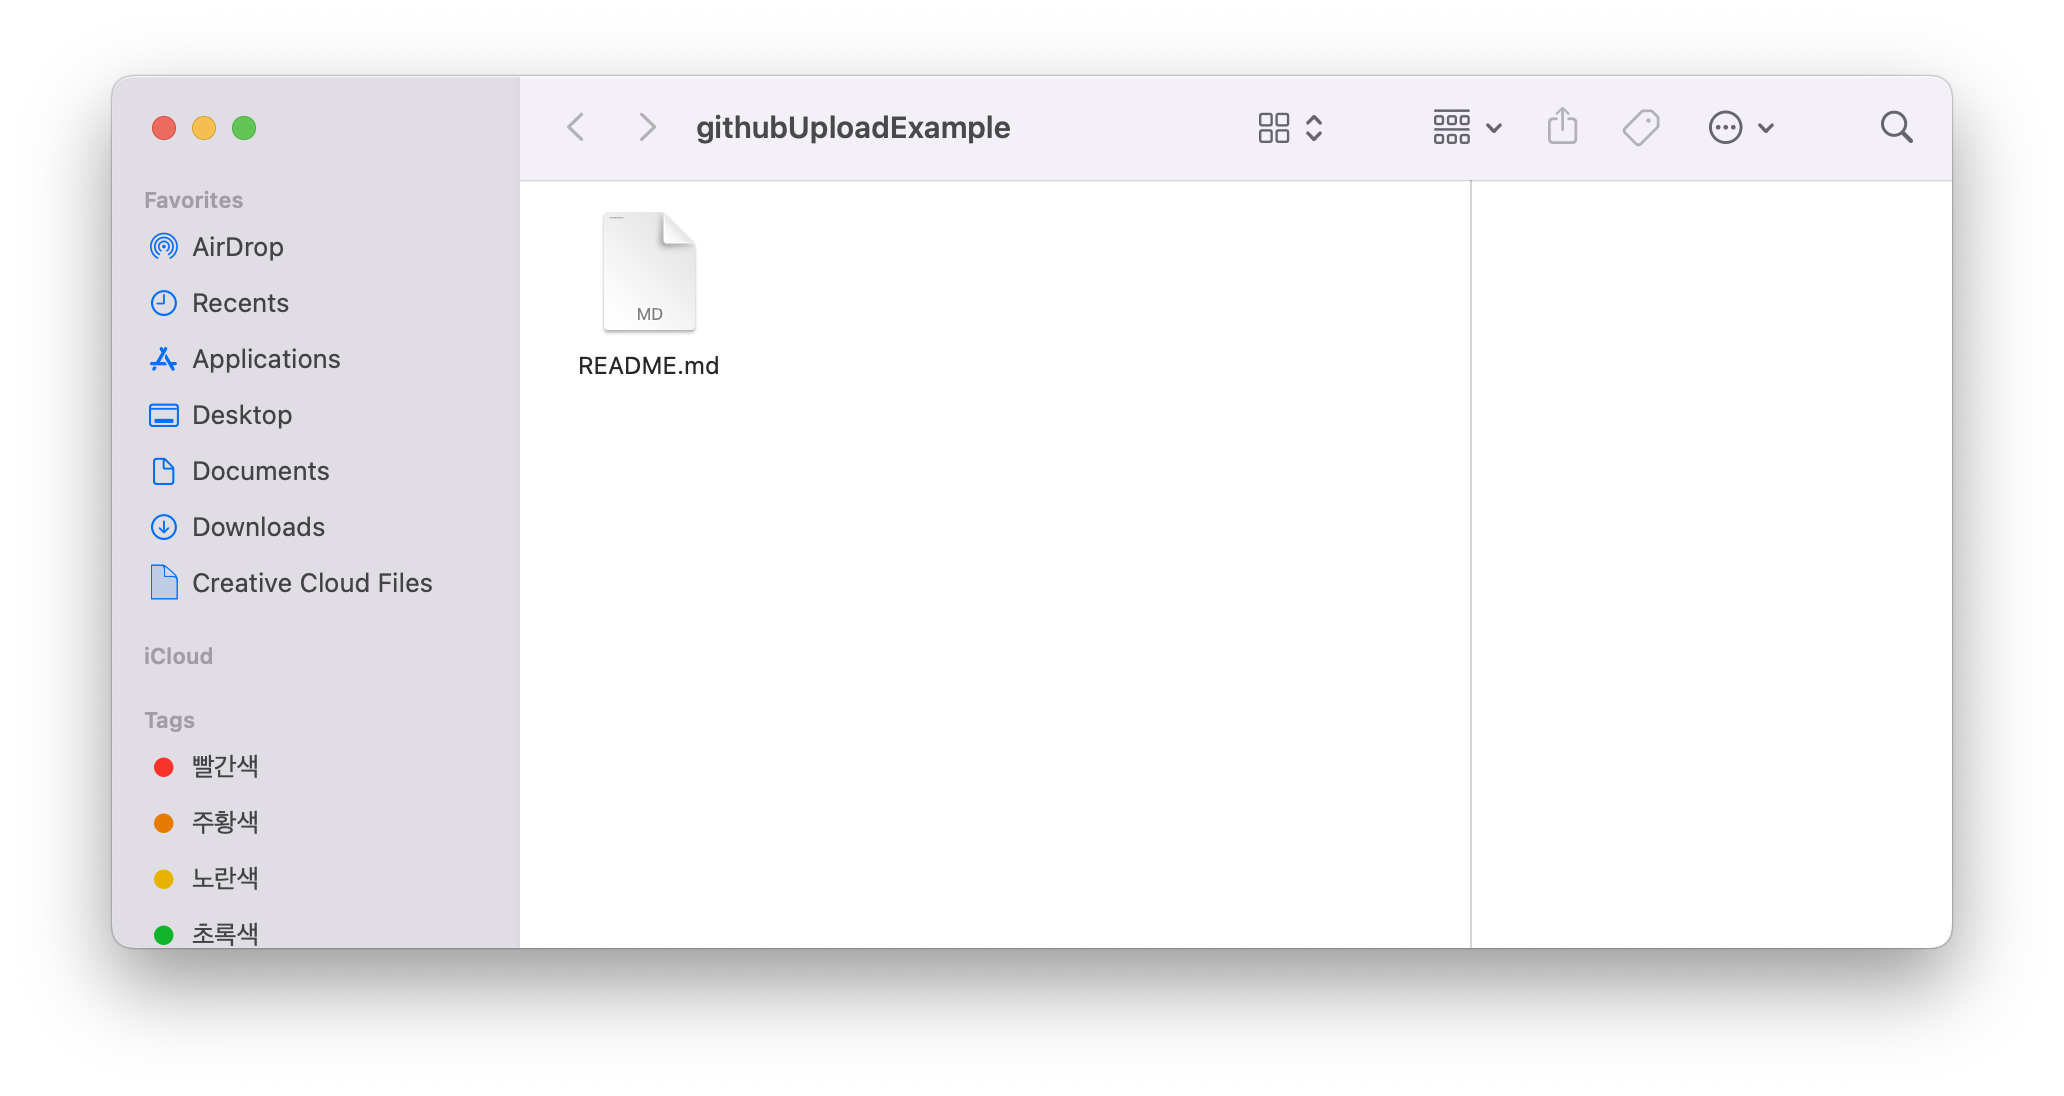 githubUploadExample
Favorites
AirDrop
Recents
Applications
Desktop
Documents
Downloads
Creative Cloud Files
iCloud
Tags
빨간색
주황색
노란색
초록색
MD
README.md